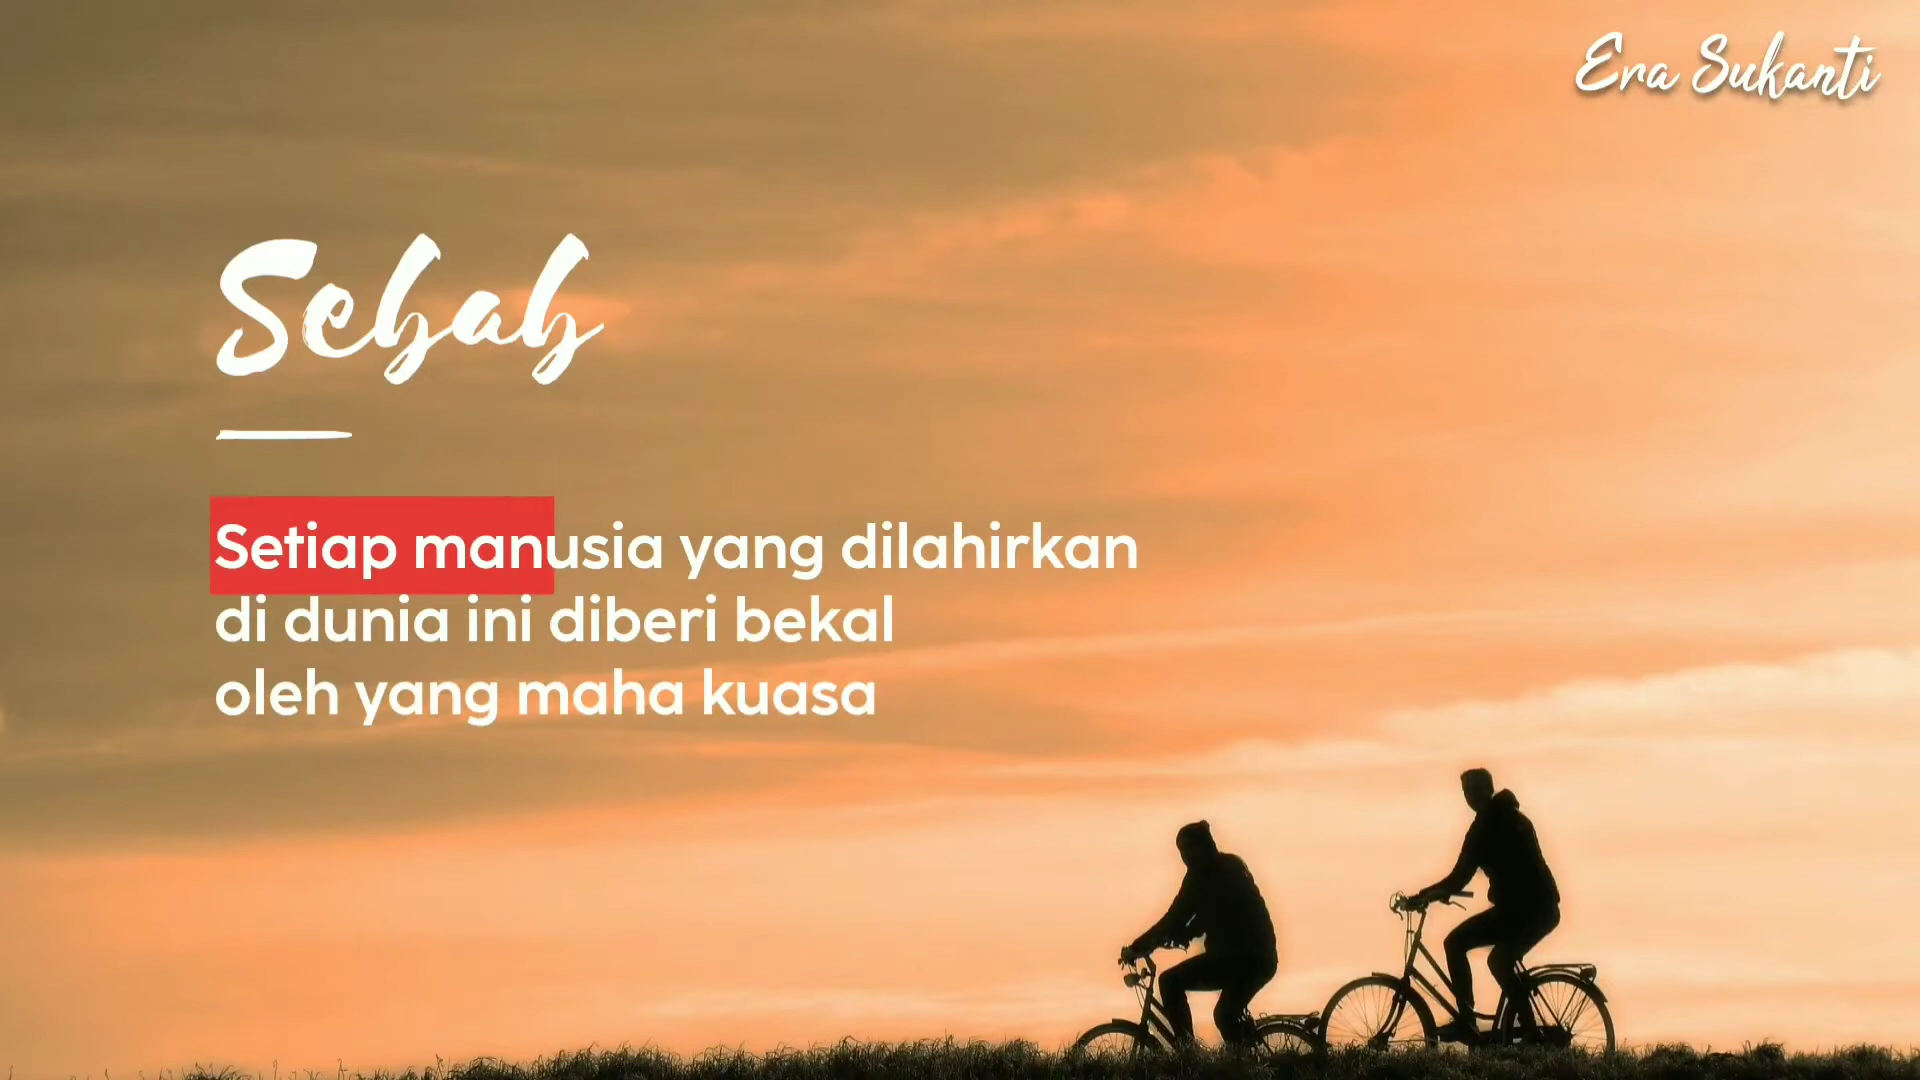 Era Sukanti
Sebab
Setiap manusia yang dilahirkan
di dunia ini diberi bekal
oleh yang maha kuasa